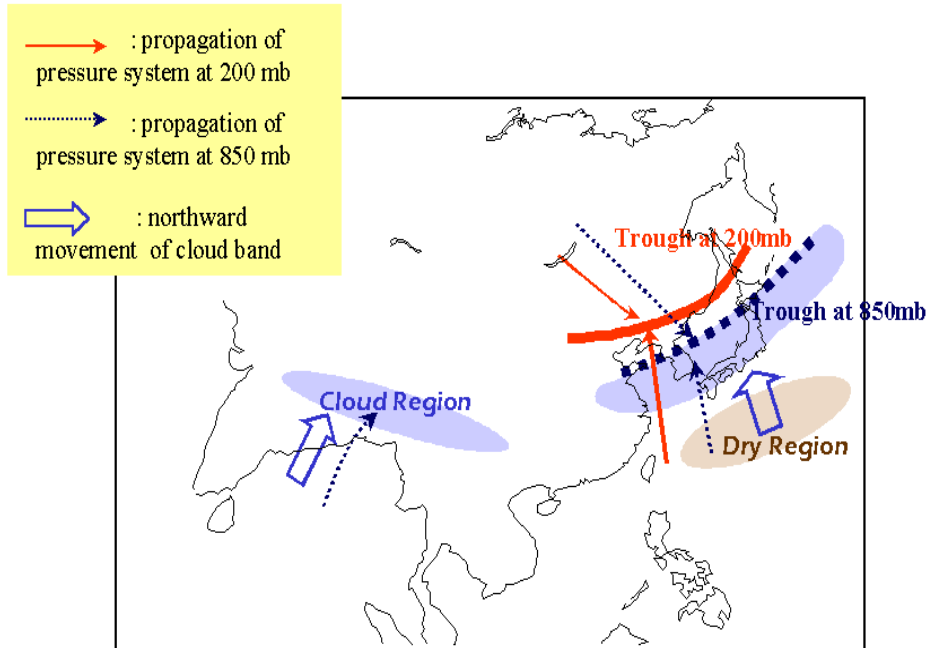 : propagation of
pressure system at 200 mb
: propagation of
pressure system at 850 mb
: northward
movement of cloud band
Trough at 200mb
Trough at 850mb
Cloud Region
Dry Region